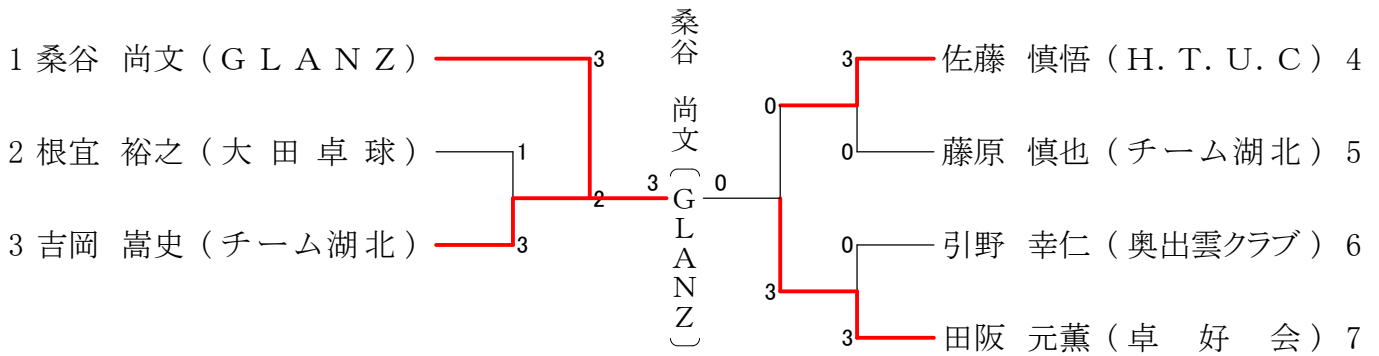 1 桑谷 尚文 (GLANZ)
3
2 根宜 裕之 (大田卓球)
1
2
3 吉岡 嵩史 (チーム湖北)
3
桑谷 尚文 (GLANZ)
3 0
佐藤 慎悟 (H.T.U.C) 4
3
0
藤原 慎也 (チーム湖北) 5
0
引野 幸仁 (奥出雲クラブ) 6
0
3
田阪 元薫 (卓好会) 7
3